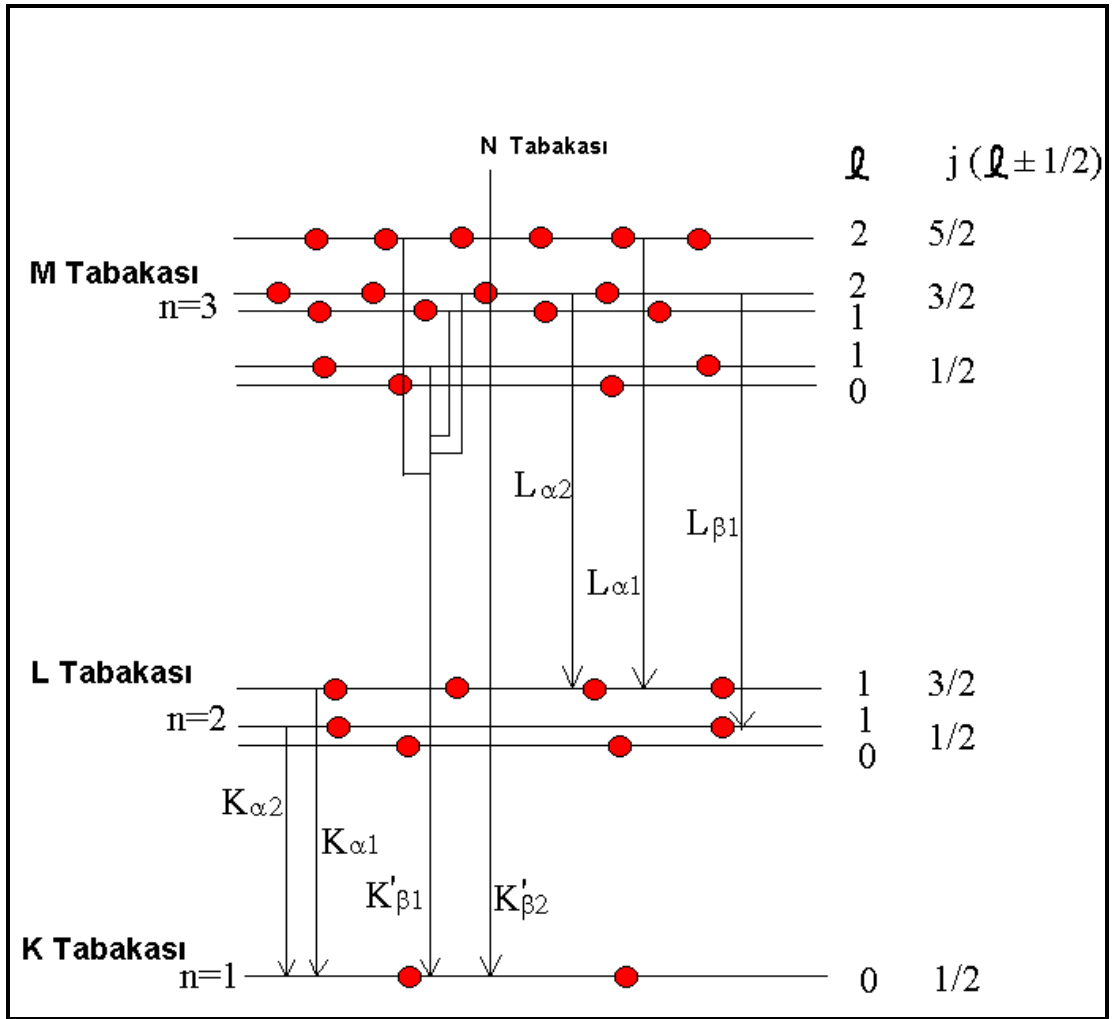 N Tabakası
ℓ j (ℓ ± 1/2)
2 5/2
M Tabakası
n=3
2
1
3/2
1
0
1/2
Lα2
Lα1
Lβ1
L Tabakası
n=2
1 3/2
1
0
1/2
Kα2
Kα1
K'β1
K'β2
K Tabakası
n=1
0 1/2